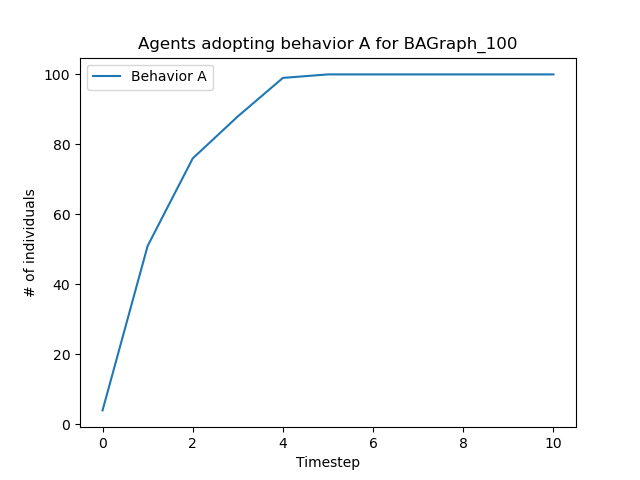 Agents adopting behavior A for BAGraph_100
Behavior A
# of individuals
100
80
60
40
20
0
0 2 4 6 8 10
Timestep